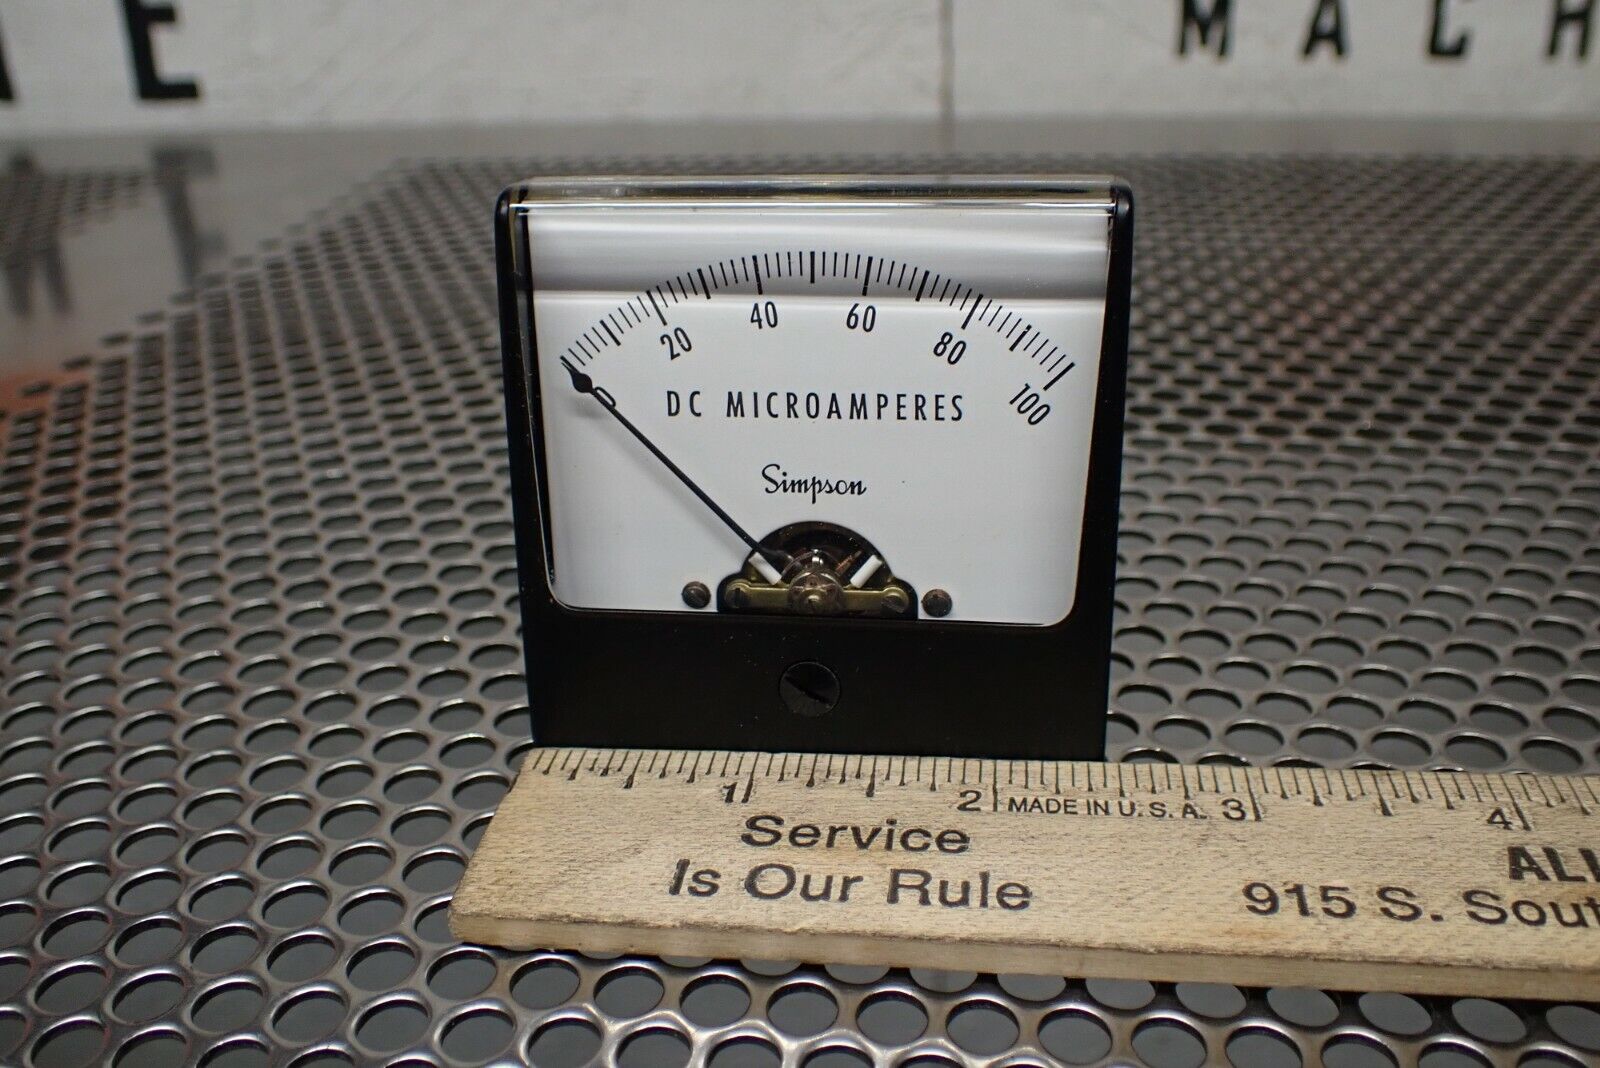 E
MACH
0 20 40 60 80 100
DC MICROAMPERES
Simpson
1 2 MADE IN U.S.A. 3 4
Service
Is Our Rule
915 S.